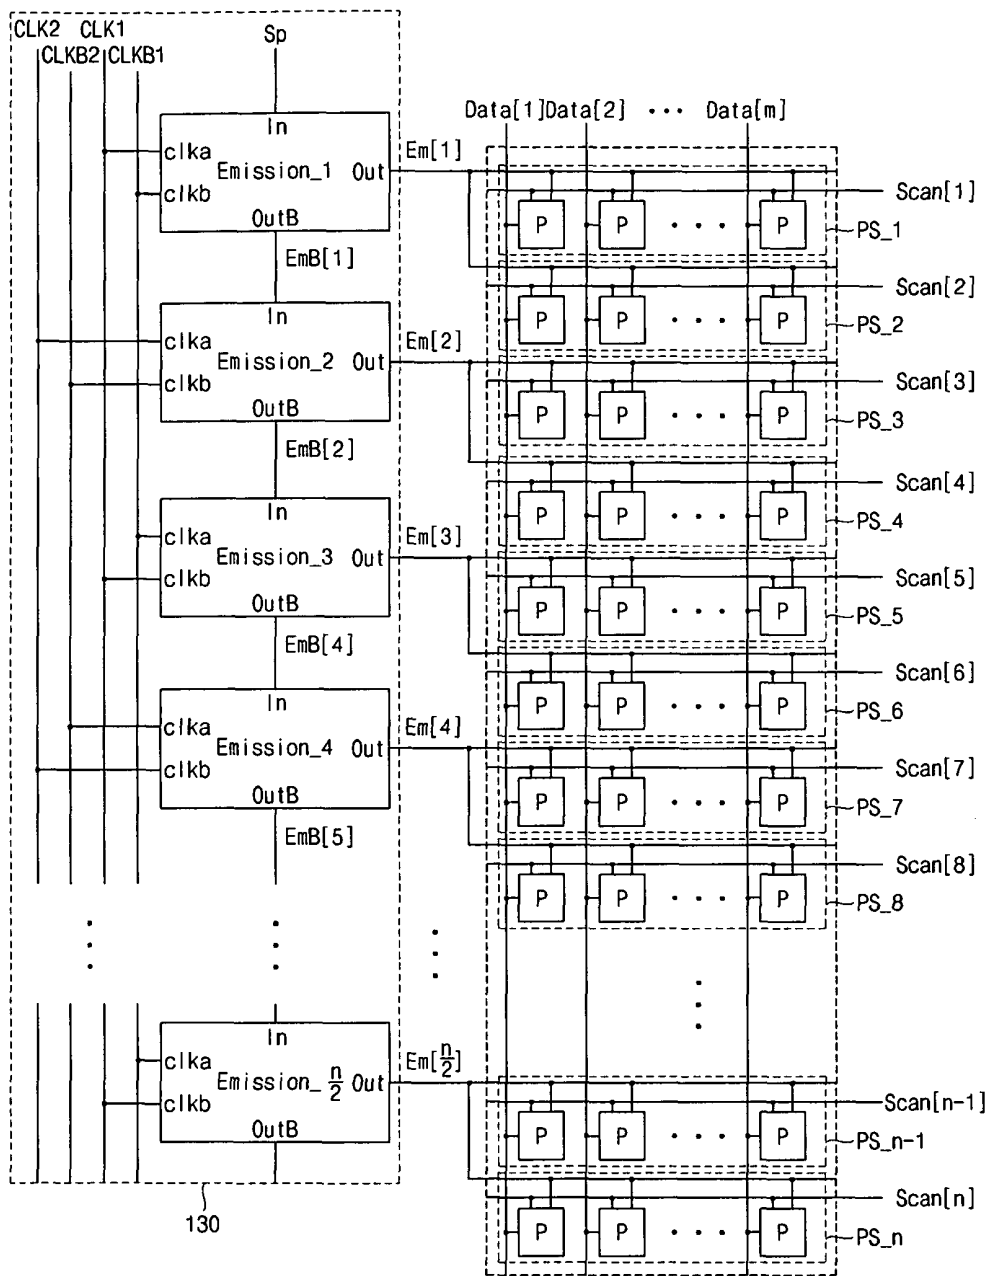 CLK2 CLK1
CLKB2 CLKB1
Sp
Data[1] Data[2] ··· Data[m]
In
clka
Emission_1 Out
clkb
OutB
Em[1]
Scan[1]
P P ··· P
PS_1
EmB[1]
Scan[2]
P P ··· P
PS_2
In
clka
Emission_2 Out
clkb
OutB
Em[2]
Scan[3]
P P ··· P
PS_3
EmB[2]
Scan[4]
P P ··· P
PS_4
In
clka
Emission_3 Out
clkb
OutB
Em[3]
Scan[5]
P P ··· P
PS_5
EmB[4]
Scan[6]
P P ··· P
PS_6
In
clka
Emission_4 Out
clkb
OutB
Em[4]
Scan[7]
P P ··· P
PS_7
EmB[5]
Scan[8]
P P ··· P
PS_8
In
clka
Emission_n/2 Out
clkb
OutB
Em[n/2]
Scan[n-1]
P P ··· P
PS_n-1
Scan[n]
P P ··· P
PS_n
130